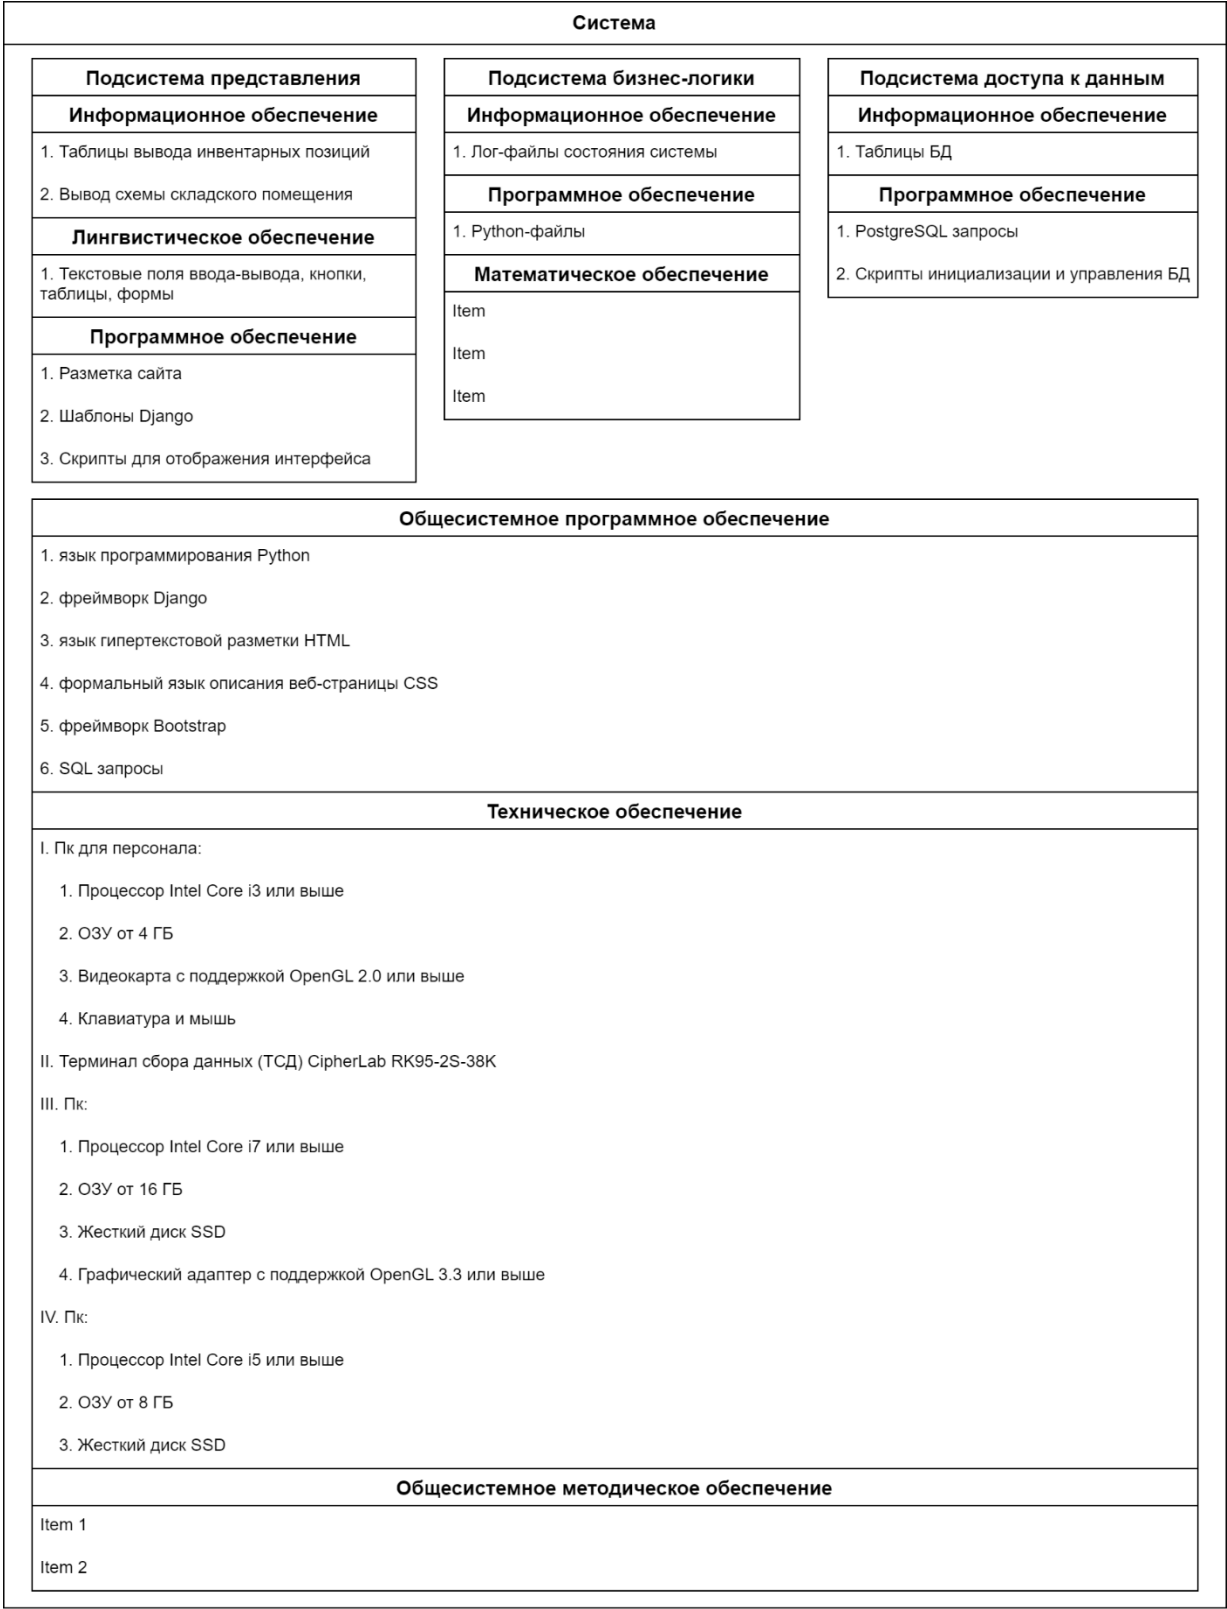 Система
Подсистема представления
Информационное обеспечение
1. Таблицы вывода инвентарных позиций
2. Вывод схемы складского помещения
Лингвистическое обеспечение
1. Текстовые поля ввода-вывода, кнопки,
таблицы, формы
Программное обеспечение
1. Разметка сайта
2. Шаблоны Django
3. Скрипты для отображения интерфейса
Подсистема бизнес-логики
Информационное обеспечение
1. Лог-файлы состояния системы
Программное обеспечение
1. Python-файлы
Математическое обеспечение
Item
Item
Item
Подсистема доступа к данным
Информационное обеспечение
1. Таблицы БД
Программное обеспечение
1. PostgreSQL запросы
2. Скрипты инициализации и управления БД
Общесистемное программное обеспечение
1. язык программирования Python
2. фреймворк Django
3. язык гипертекстовой разметки HTML
4. формальный язык описания веб-страницы CSS
5. фреймворк Bootstrap
6. SQL запросы
Техническое обеспечение
I. Пк для персонала:
1. Процессор Intel Core i3 или выше
2. ОЗУ от 4 ГБ
3. Видеокарта с поддержкой OpenGL 2.0 или выше
4. Клавиатура и мышь
II. Терминал сбора данных (ТСД) CipherLab RK95-2S-38K
III. Пк:
1. Процессор Intel Core i7 или выше
2. ОЗУ от 16 ГБ
3. Жесткий диск SSD
4. Графический адаптер с поддержкой OpenGL 3.3 или выше
IV. Пк:
1. Процессор Intel Core i5 или выше
2. ОЗУ от 8 ГБ
3. Жесткий диск SSD
Общесистемное методическое обеспечение
Item 1
Item 2